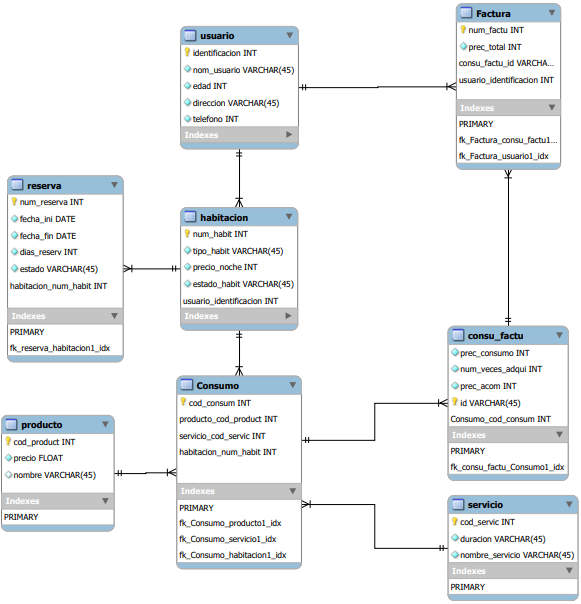 usuario
identificacion INT
nom_usuario VARCHAR(45)
edad INT
direccion VARCHAR(45)
telefono INT
Indexes
Factura
num_factu INT
prec_total INT
consu_factu_id VARCHA...
usuario_identificacion INT
Indexes
PRIMARY
fk_Factura_consu_factu1...
fk_Factura_usuario1_idx
reserva
num_reserva INT
fecha_ini DATE
fecha_fin DATE
dias_reserv INT
estado VARCHAR(45)
habitacion_num_habit INT
Indexes
PRIMARY
fk_reserva_habitacion1_idx
habitacion
num_habit INT
tipo_habit VARCHAR(45)
precio_noche INT
estado_habit VARCHAR(45)
usuario_identificacion INT
Indexes
consu_factu
prec_consumo INT
num_veces_adqui INT
prec_acom INT
id VARCHAR(45)
Consumo_cod_consum INT
Indexes
PRIMARY
fk_consu_factu_Consumo1_idx
Consumo
cod_consum INT
producto_cod_product INT
servicio_cod_servic INT
habitacion_num_habit INT
Indexes
PRIMARY
fk_Consumo_producto1_idx
fk_Consumo_servicio1_idx
fk_Consumo_habitacion1_idx
producto
cod_product INT
precio FLOAT
nombre VARCHAR(45)
Indexes
PRIMARY
servicio
cod_servic INT
duracion VARCHAR(45)
nombre_servicio VARCHAR(45)
Indexes
PRIMARY